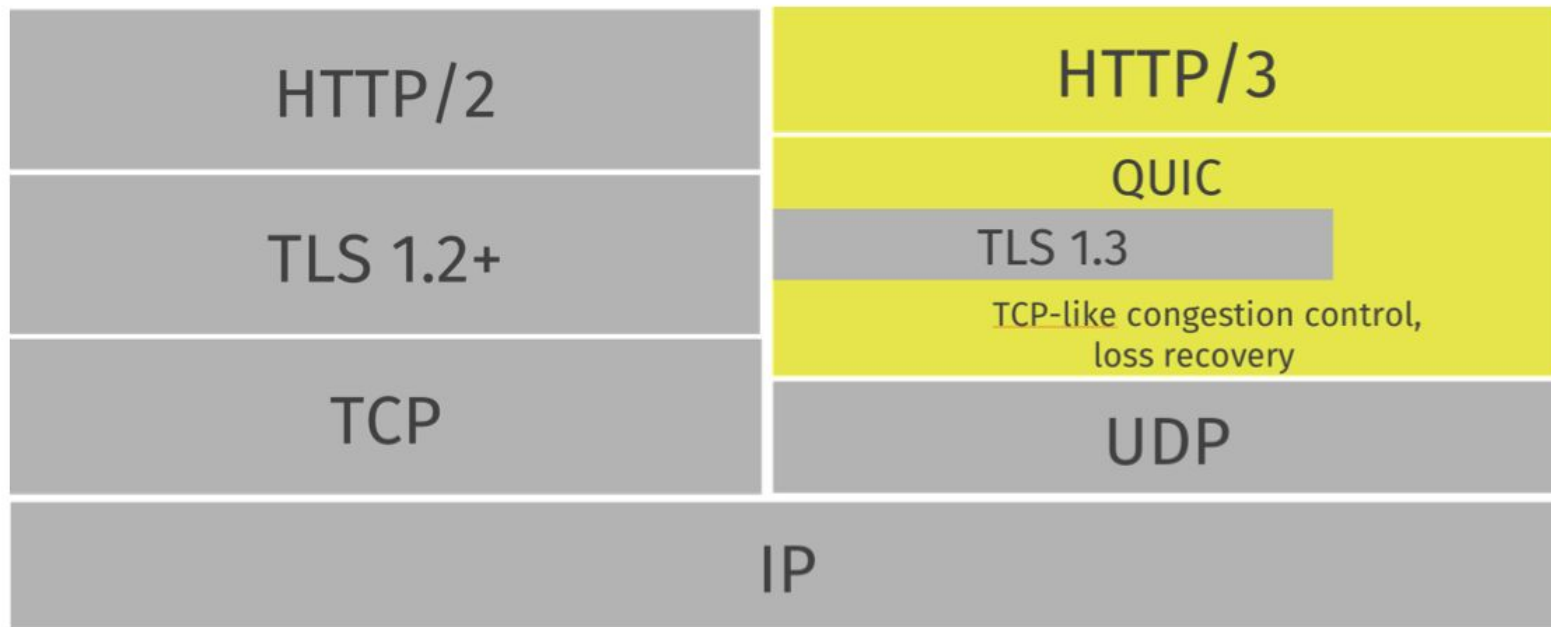 HTTP/2
TLS 1.2+
TCP
HTTP/3
QUIC
TLS 1.3
TCP-like congestion control,
loss recovery
UDP
IP